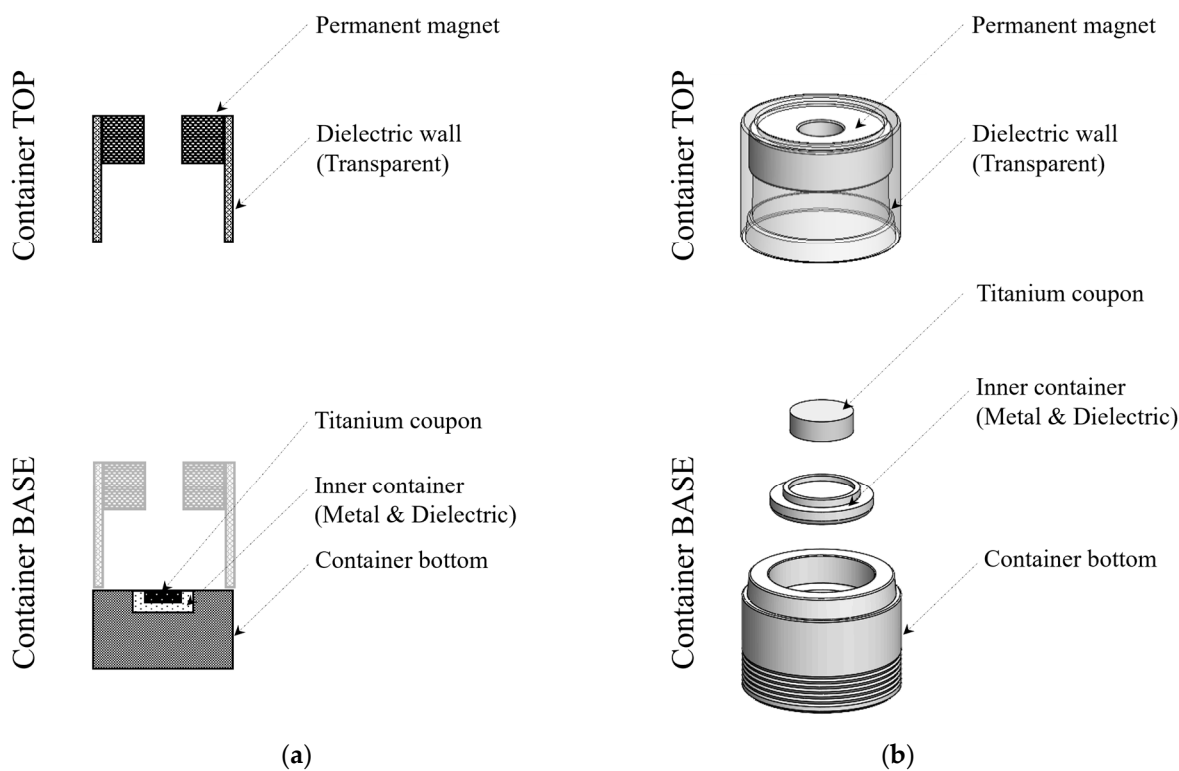 Container TOP
Permanent magnet
Dielectric wall
(Transparent)
Container BASE
Titanium coupon
Inner container
(Metal & Dielectric)
Container bottom
(a)
Container TOP
Permanent magnet
Dielectric wall
(Transparent)
Container BASE
Titanium coupon
Inner container
(Metal & Dielectric)
Container bottom
(b)